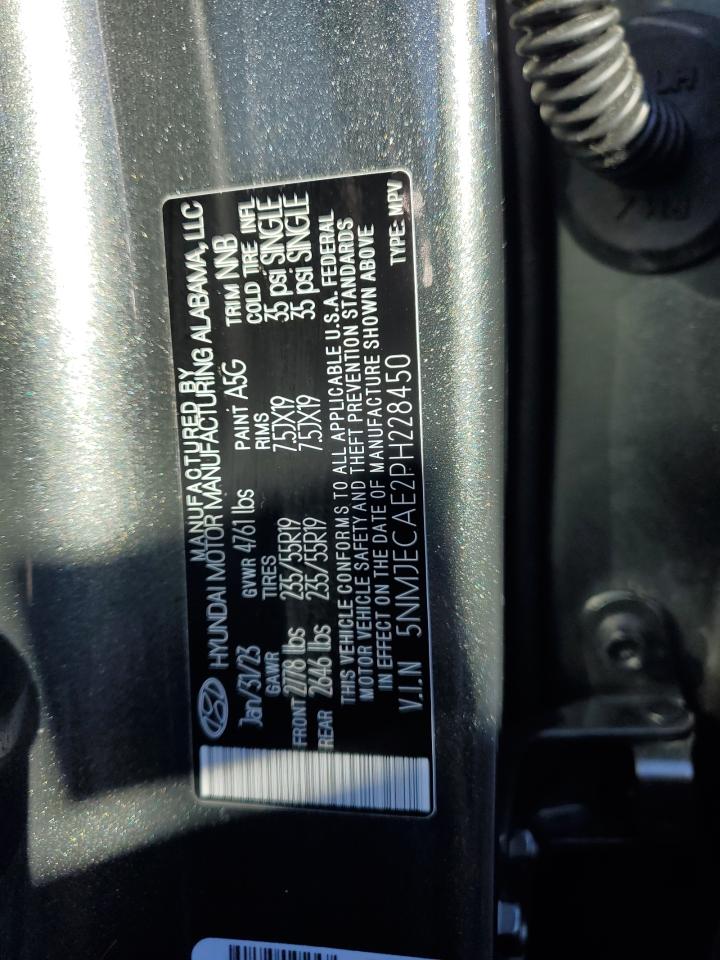 MANUFACTURED BY
HYUNDAI MOTOR MANUFACTURING ALABAMA, LLC
Jan/31/23 GVWR 4761 lbs PAINT A5G TRIM NNB
GAWR TIRES RIMS COLD TIRE INFL
FRONT 2778 lbs 235/55R19 7.5JX19 35 psi SINGLE
REAR 2646 lbs 235/55R19 7.5JX19 35 psi SINGLE
THIS VEHICLE CONFORMS TO ALL APPLICABLE U.S.A. FEDERAL
MOTOR VEHICLE SAFETY AND THEFT PREVENTION STANDARDS
IN EFFECT ON THE DATE OF MANUFACTURE SHOWN ABOVE
V.I.N 5NMJECAE2PH228450 TYPE: MPV
LH